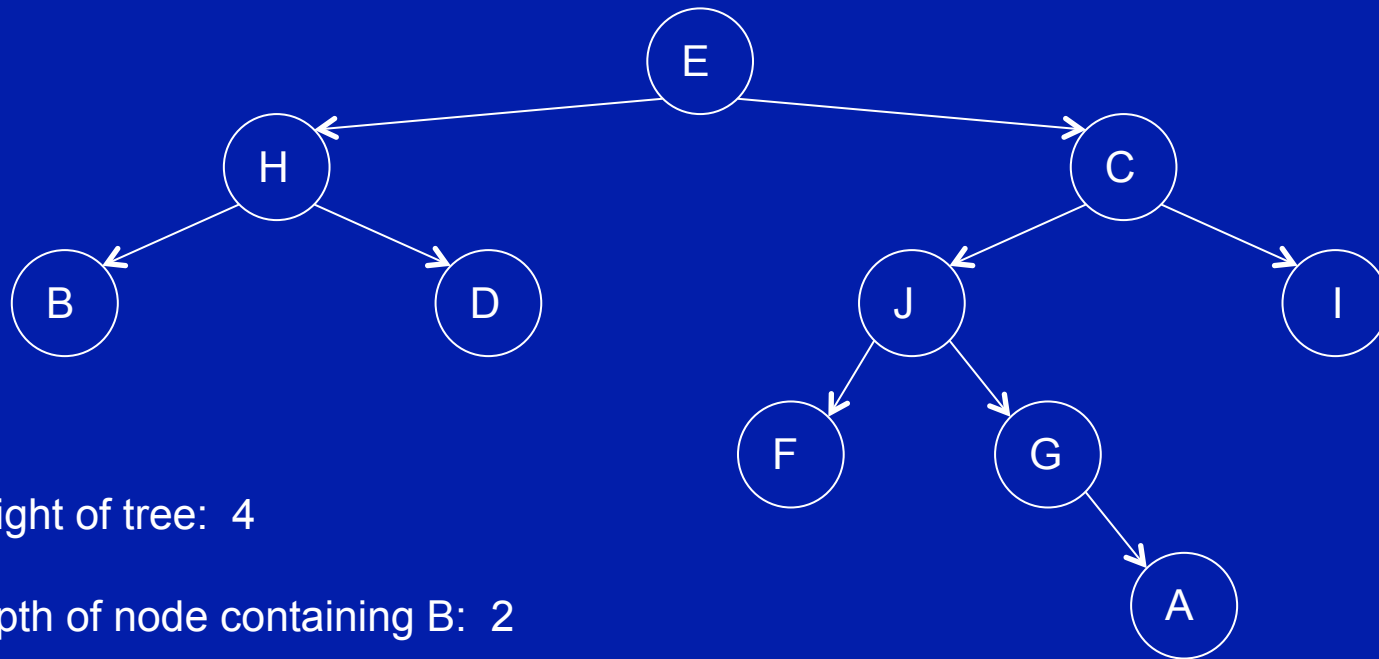 E
H C
B D J I
F G
ight of tree: 4
A
pth of node containing B: 2